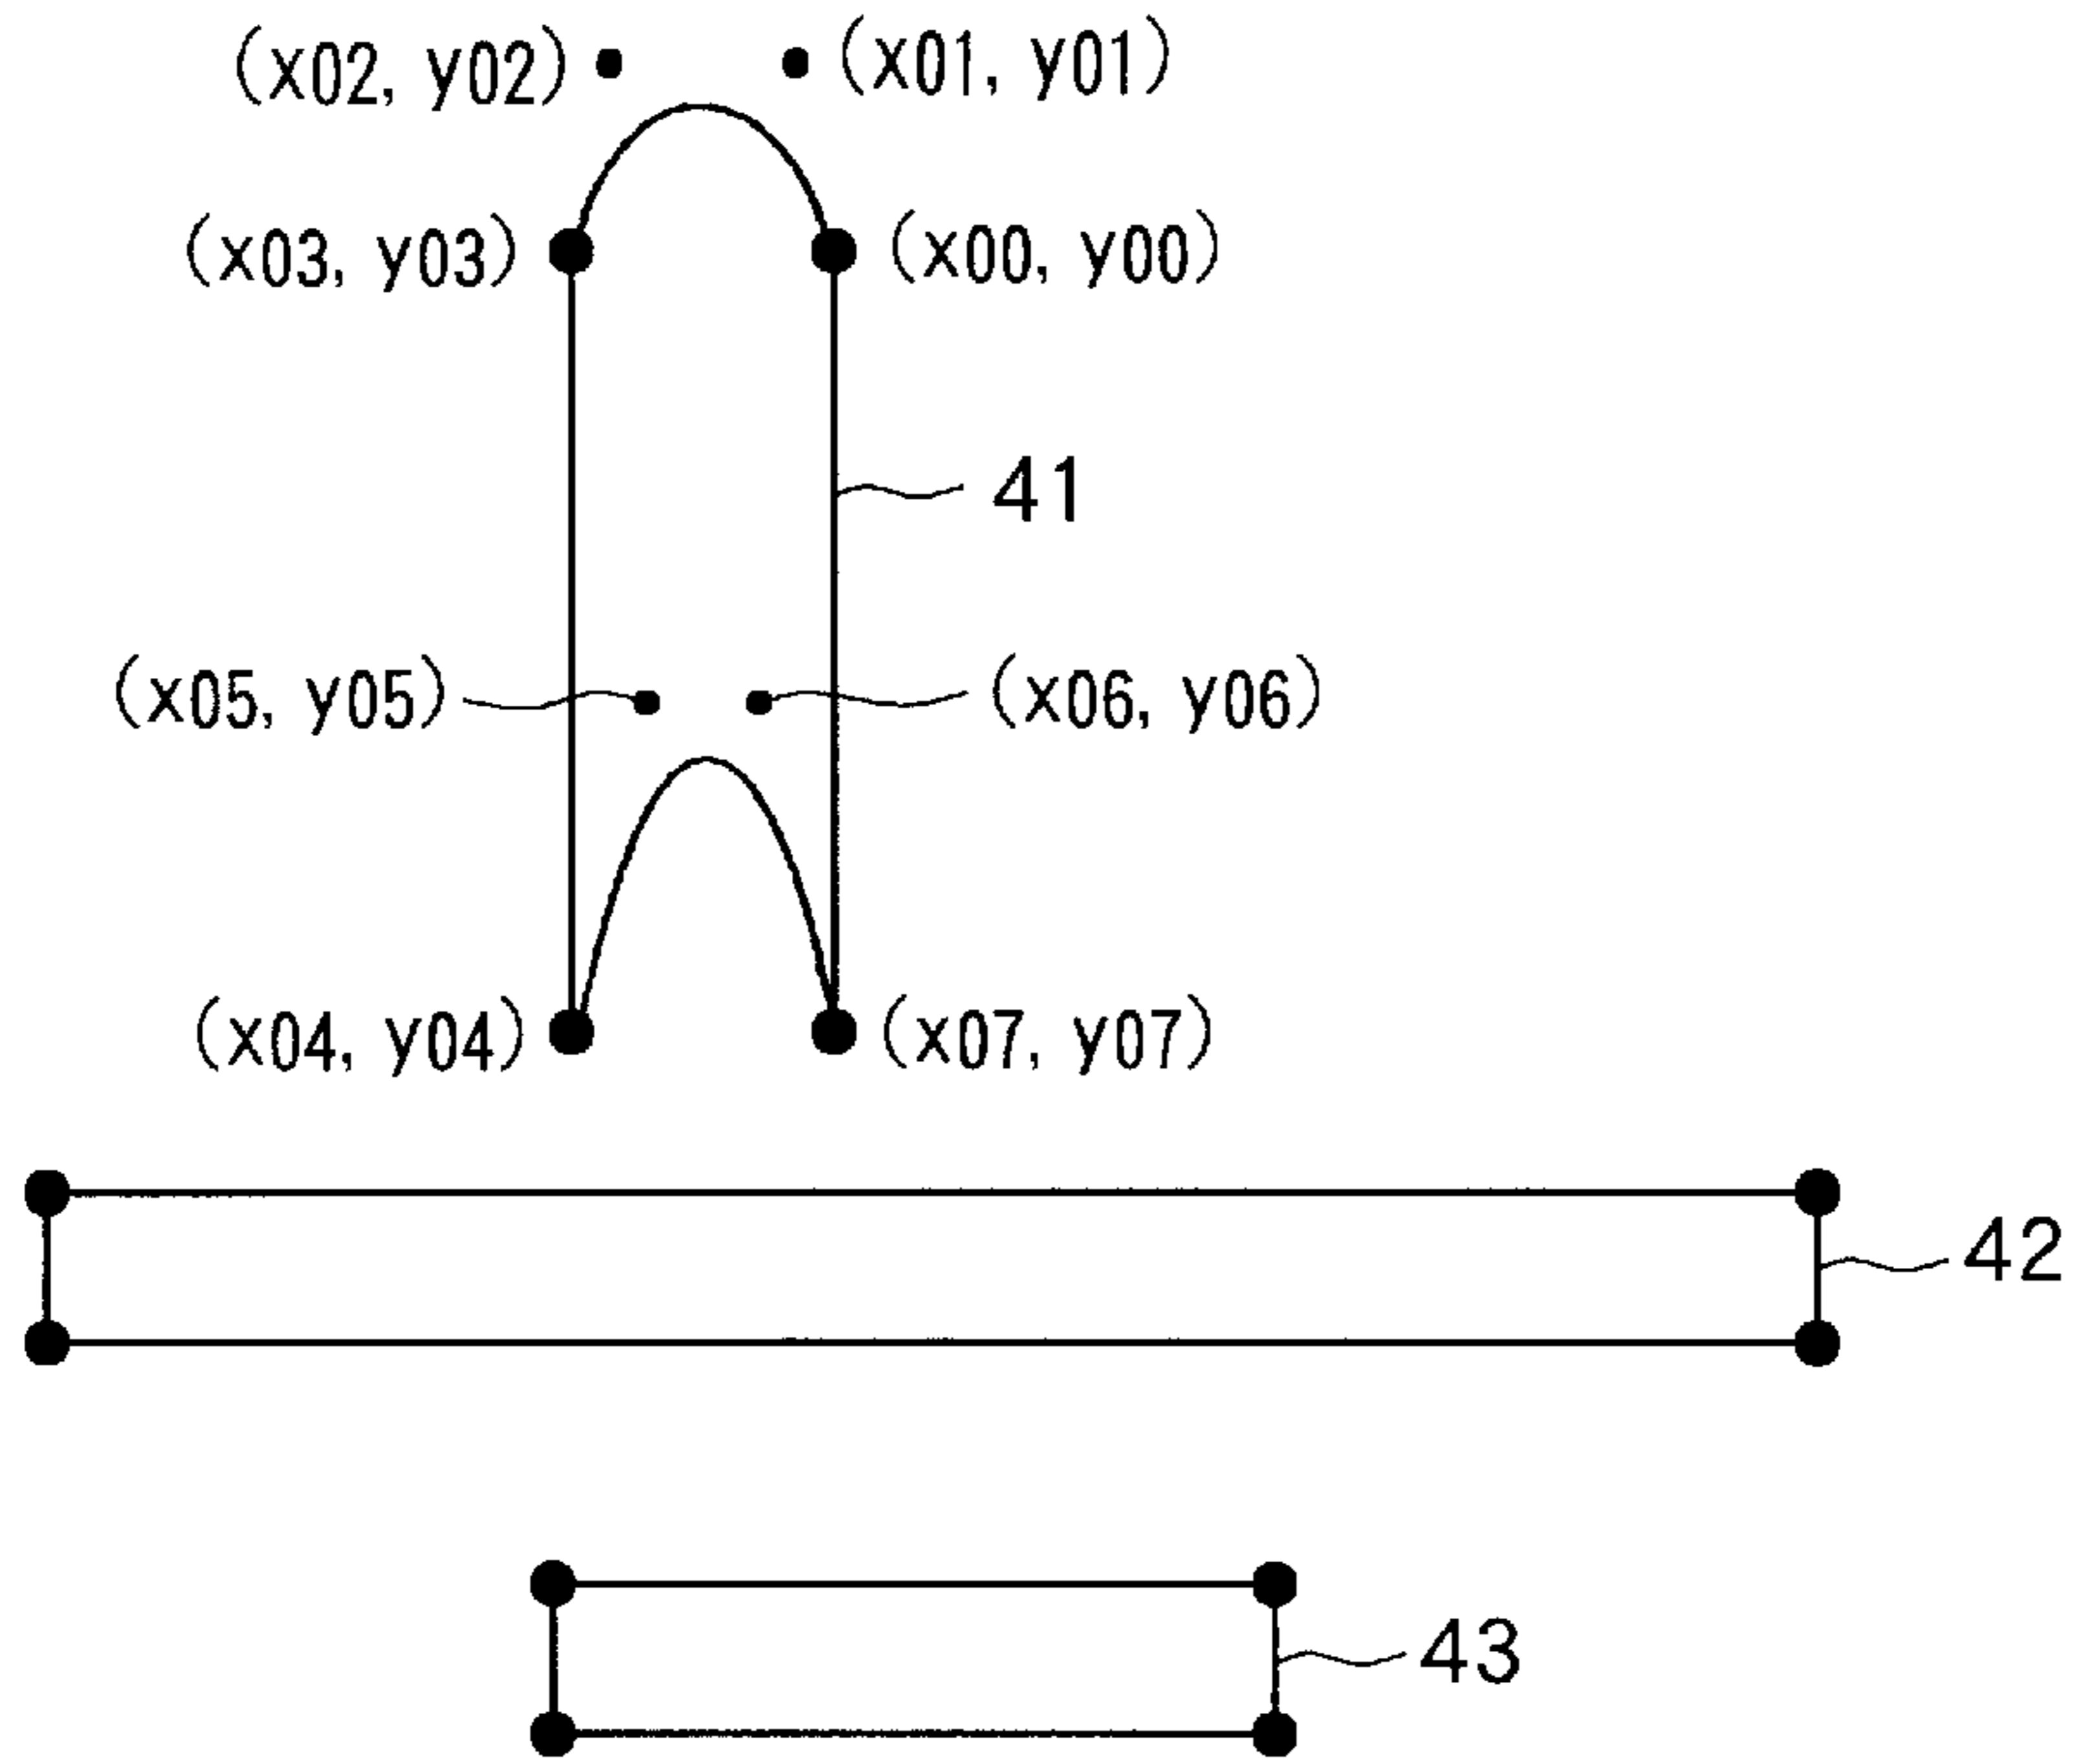 (x02, y02) (x01, y01)
(x03, y03) (x00, y00)
41
(x05, y05) (x06, y06)
(x04, y04) (x07, y07)
42
43